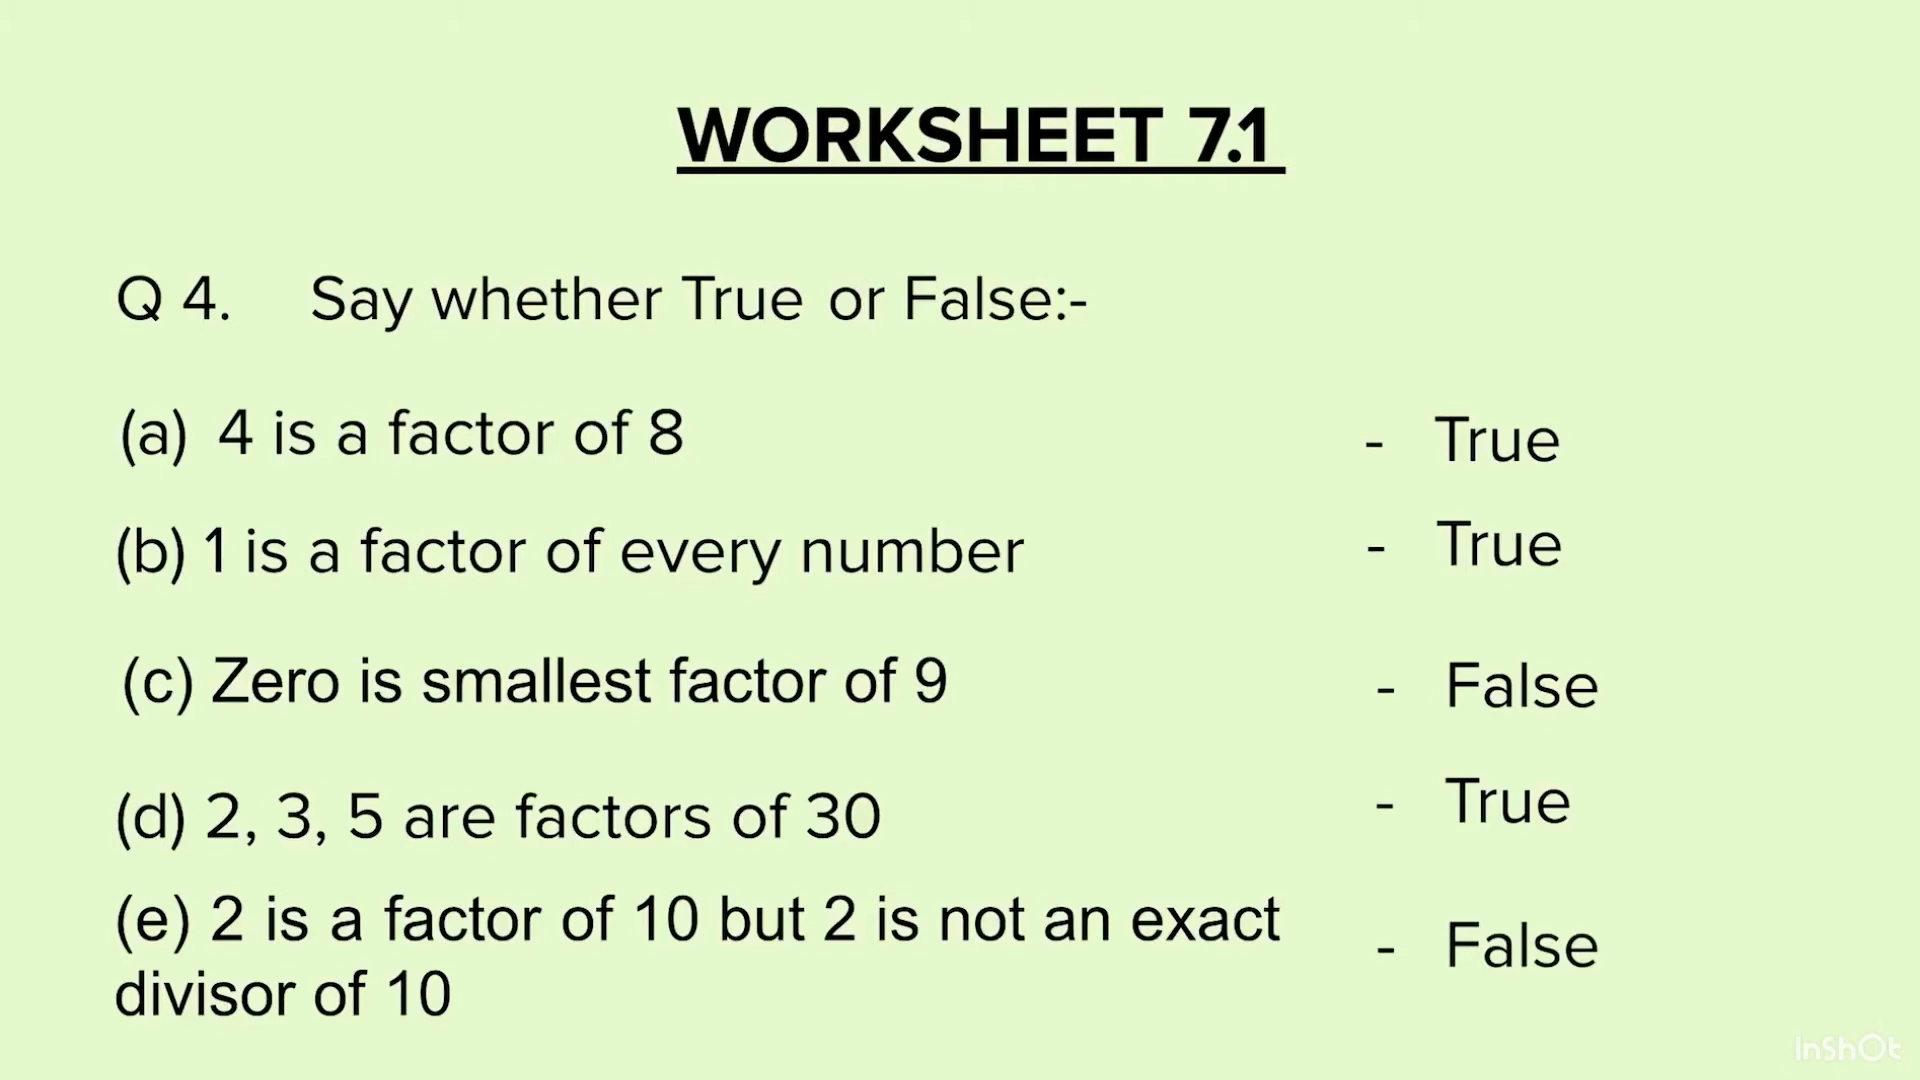 WORKSHEET 7.1
Q 4. Say whether True or False:-
(a) 4 is a factor of 8 - True
(b) 1 is a factor of every number - True
(c) Zero is smallest factor of 9 - False
(d) 2, 3, 5 are factors of 30 - True
(e) 2 is a factor of 10 but 2 is not an exact - False
divisor of 10
InShOt